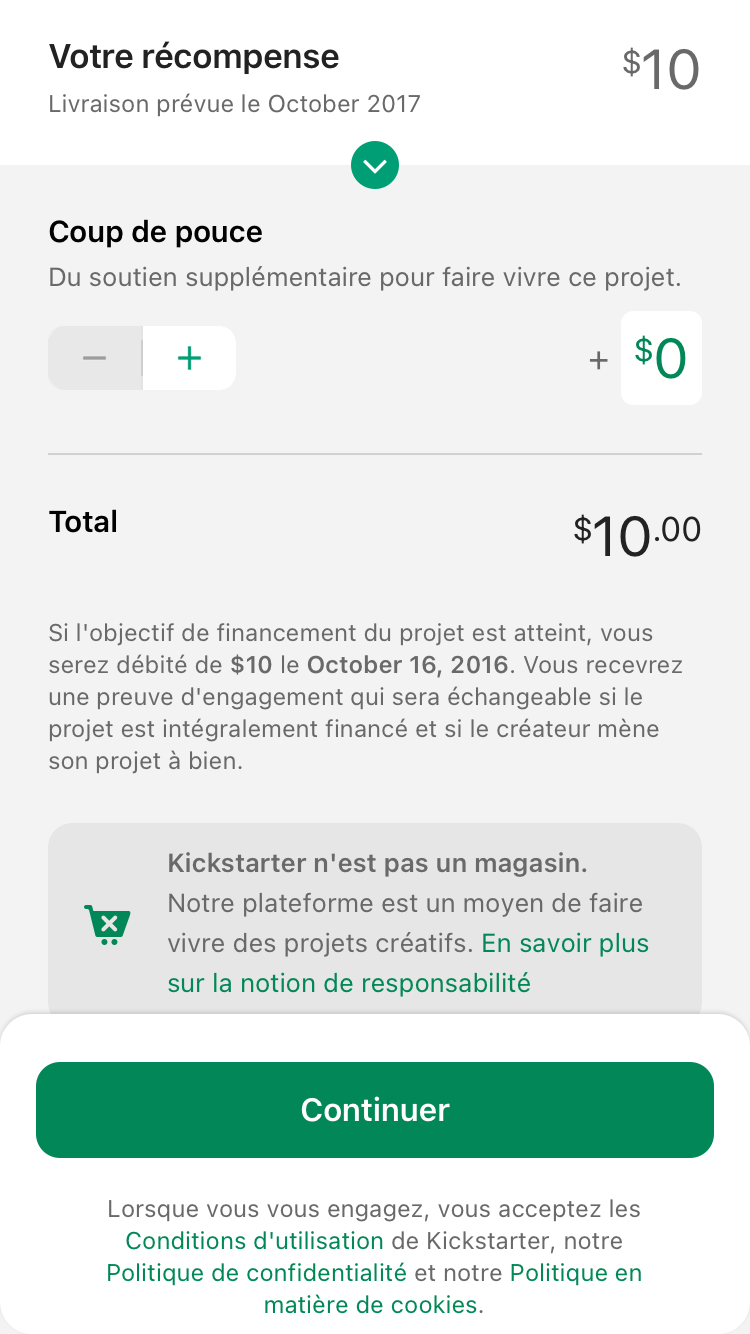 Votre récompense
$10
Livraison prévue le October 2017
Coup de pouce
Du soutien supplémentaire pour faire vivre ce projet.
− +
+ $0
Total
$10.00
Si l'objectif de financement du projet est atteint, vous
serez débité de $10 le October 16, 2016. Vous recevrez
une preuve d'engagement qui sera échangeable si le
projet est intégralement financé et si le créateur mène
son projet à bien.
Kickstarter n'est pas un magasin.
Notre plateforme est un moyen de faire
vivre des projets créatifs. En savoir plus
sur la notion de responsabilité
Continuer
Lorsque vous vous engagez, vous acceptez les
Conditions d'utilisation de Kickstarter, notre
Politique de confidentialité et notre Politique en
matière de cookies.